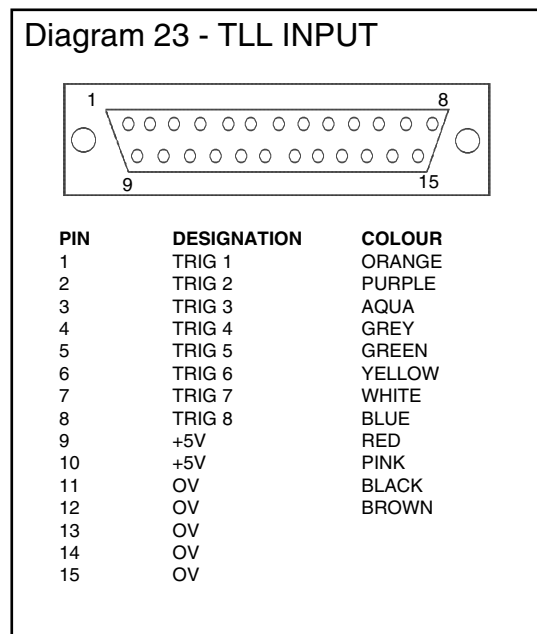 Diagram 23 - TLL INPUT
1 8
9 15
PIN DESIGNATION COLOUR
1 TRIG 1 ORANGE
2 TRIG 2 PURPLE
3 TRIG 3 AQUA
4 TRIG 4 GREY
5 TRIG 5 GREEN
6 TRIG 6 YELLOW
7 TRIG 7 WHITE
8 TRIG 8 BLUE
9 +5V RED
10 +5V PINK
11 OV BLACK
12 OV BROWN
13 OV
14 OV
15 OV